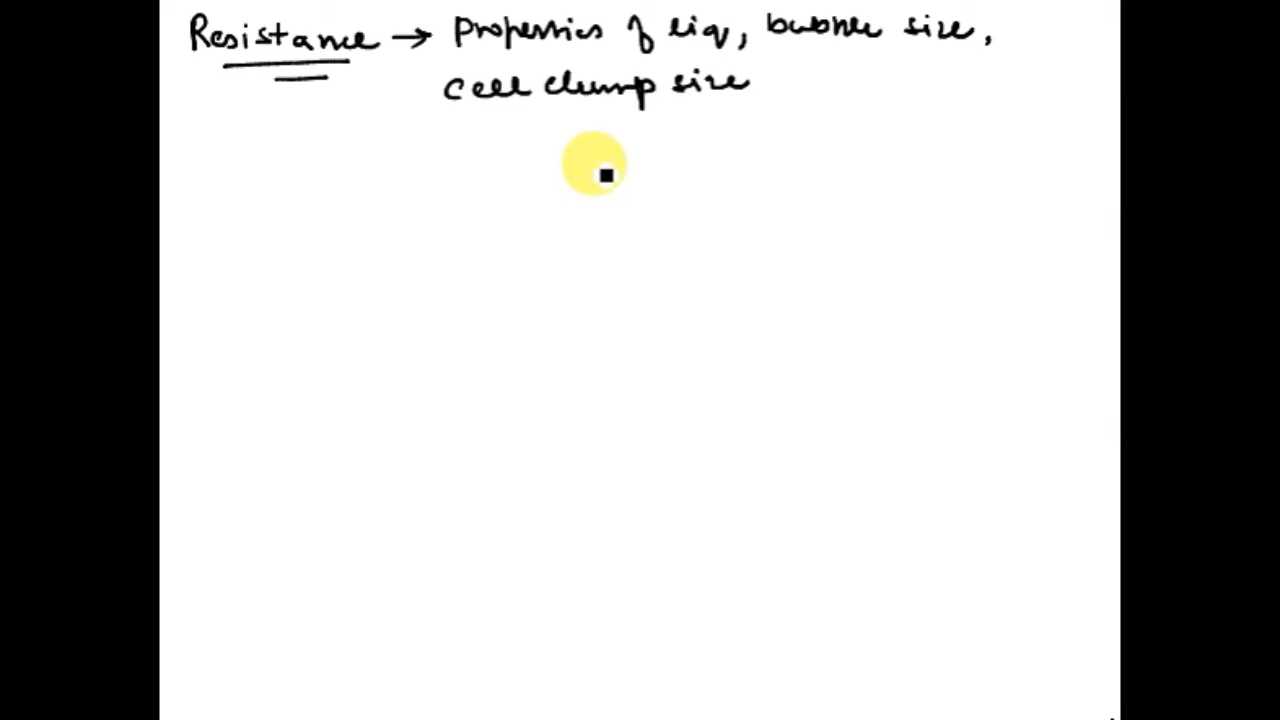 Resistance → Properties of liq, bubble size,
cell clump size